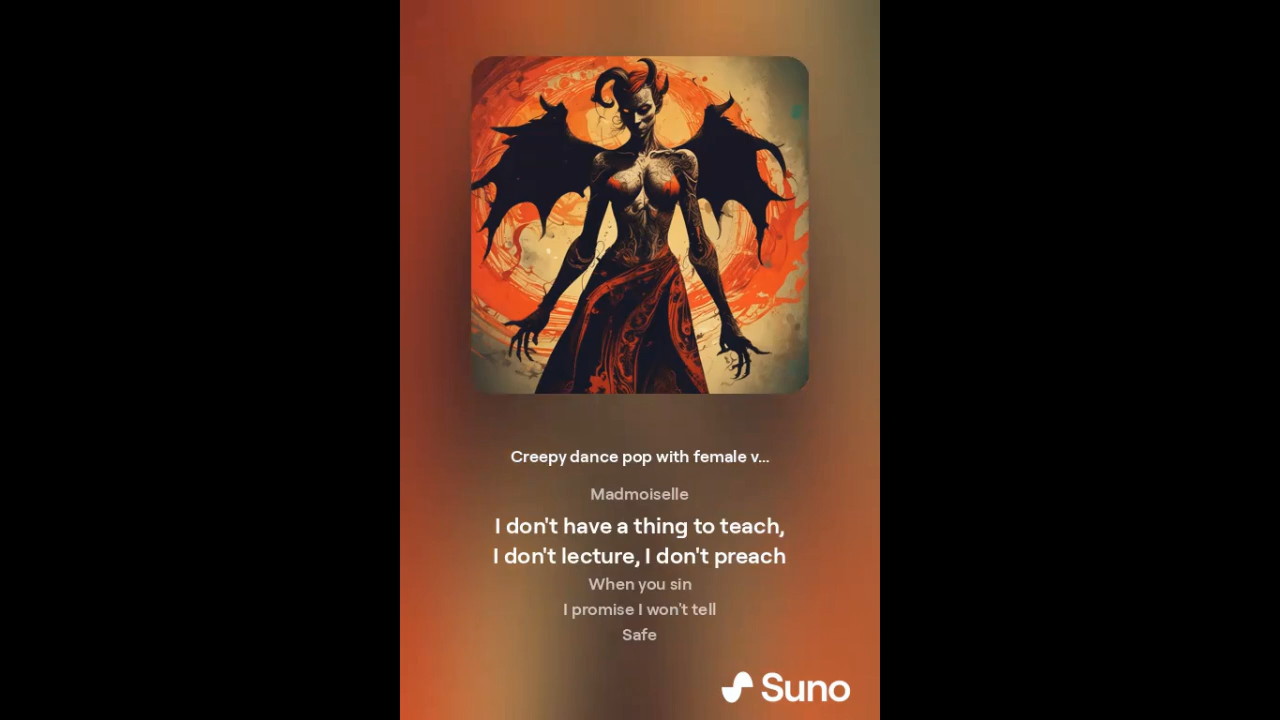 Creepy dance pop with female v...
Madmoiselle
I don't have a thing to teach,
I don't lecture, I don't preach
When you sin
I promise I won't tell
Safe
Suno